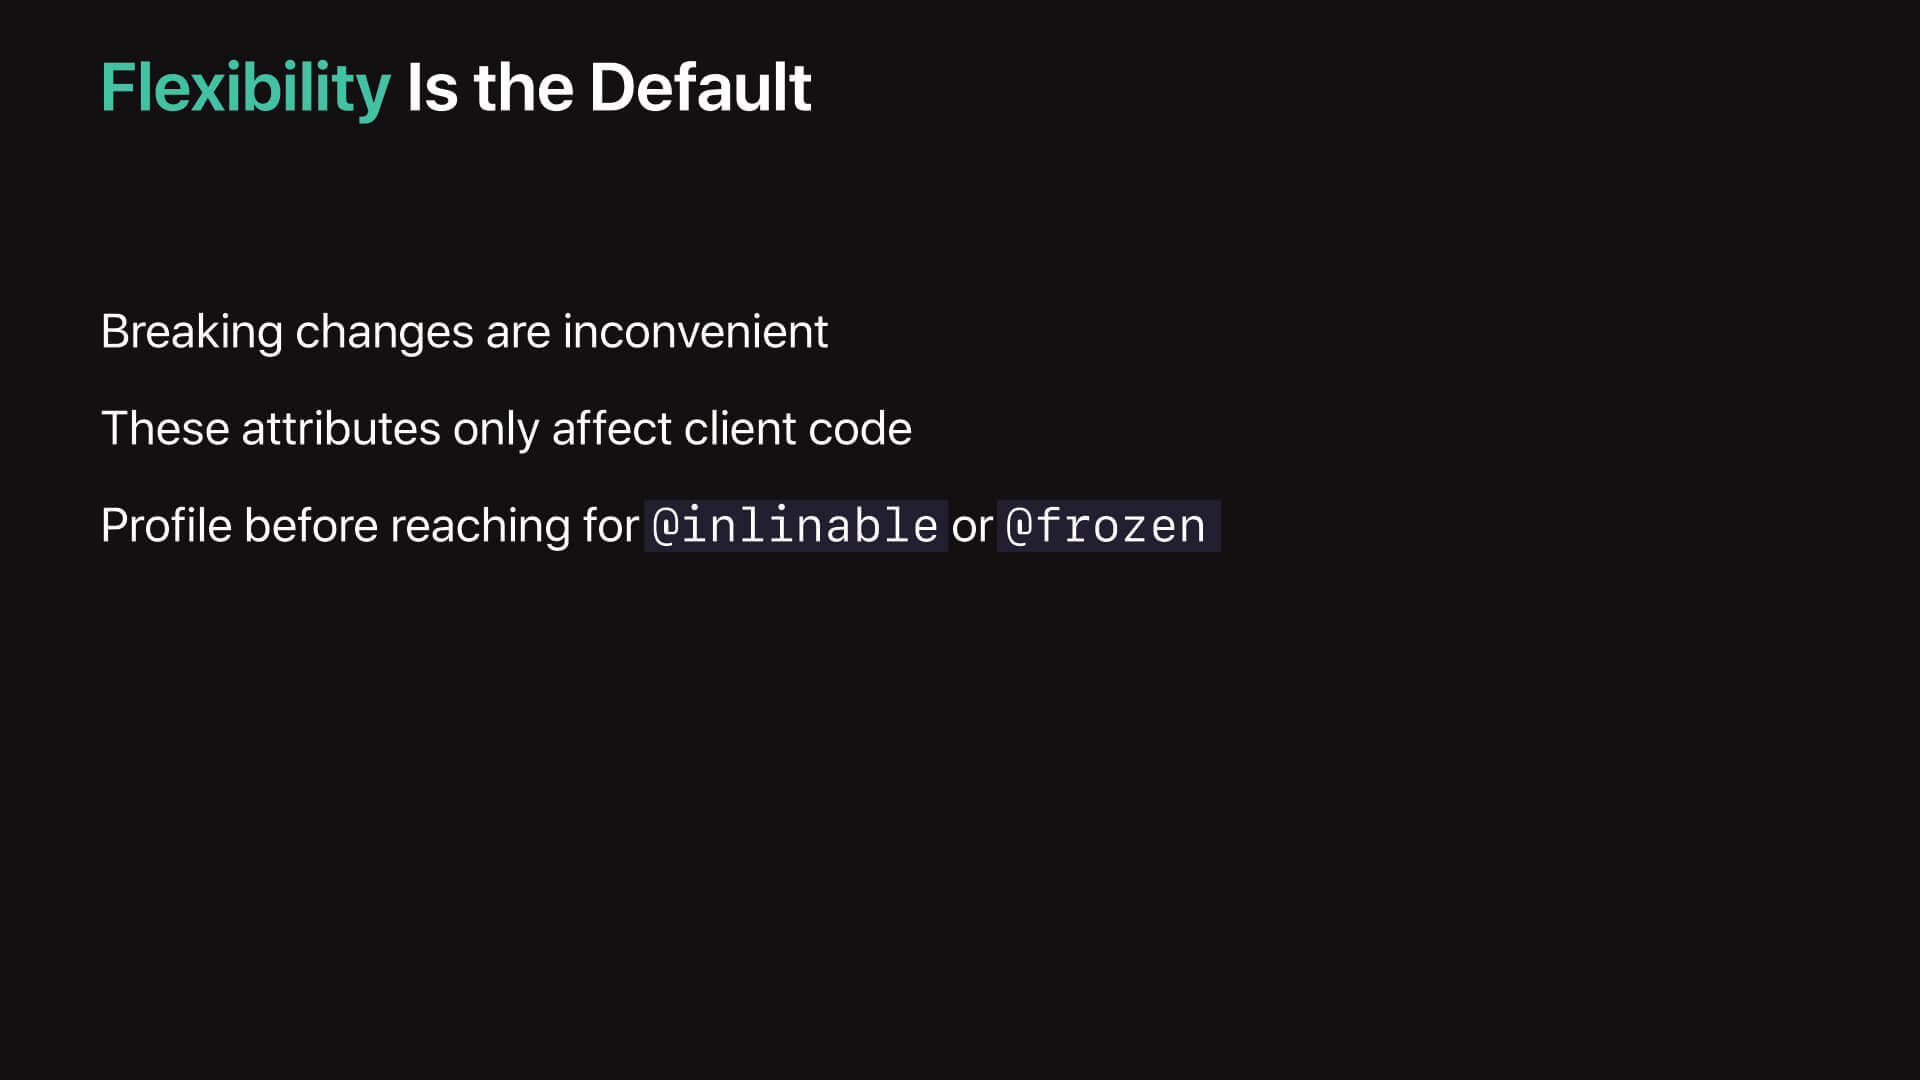 Flexibility Is the Default
Breaking changes are inconvenient
These attributes only affect client code
Profile before reaching for @inlinable or @frozen